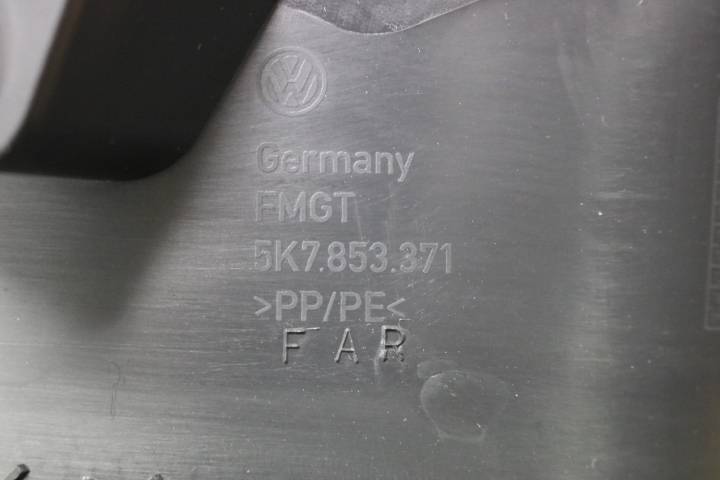 Germany
FMGT
5K7.853.371
>PP/PE<
F A R